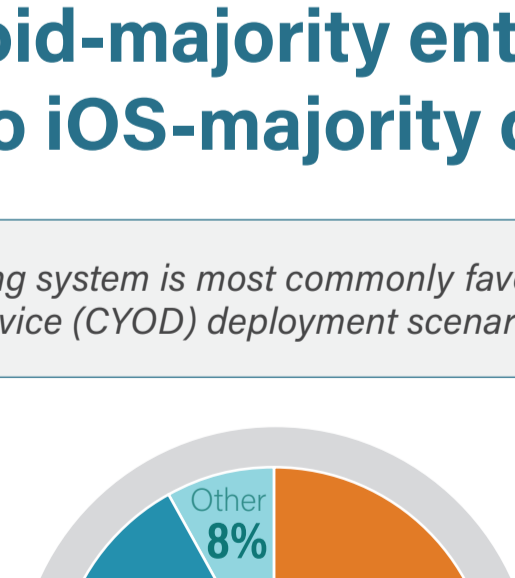 oid-majority ent
o iOS-majority
ng system is most commonly fav
vice (CYOD) deployment scenar
Other
8%